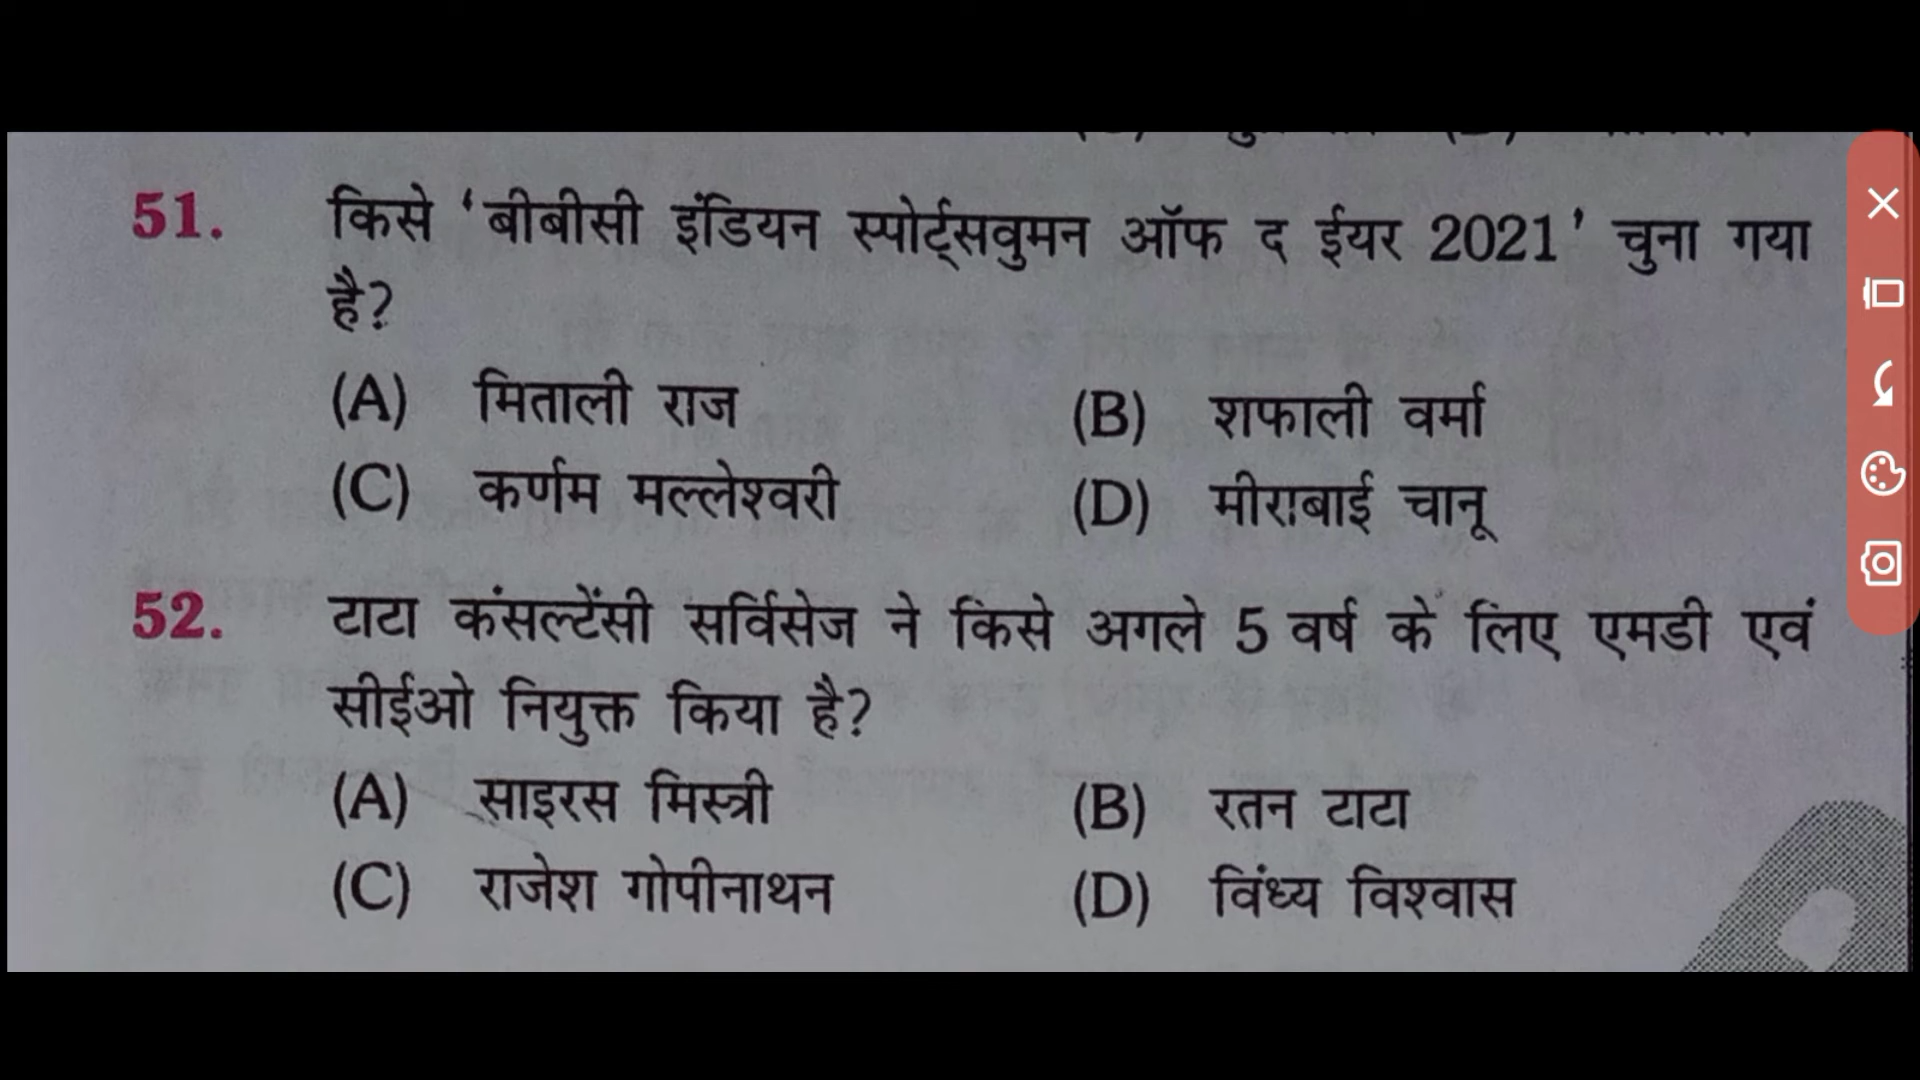 51. किसे ‘बीबीसी इंडियन स्पोर्ट्सवुमन ऑफ द ईयर 2021’ चुना गया
है?
(A) मिताली राज (B) शफाली वर्मा
(C) कर्णम मल्लेश्वरी (D) मीराबाई चानू
52. टाटा कंसल्टेंसी सर्विसेज ने किसे अगले 5 वर्ष के लिए एमडी एवं
सीईओ नियुक्त किया है?
(A) साइरस मिस्त्री (B) रतन टाटा
(C) राजेश गोपीनाथन (D) विंध्य विश्वास